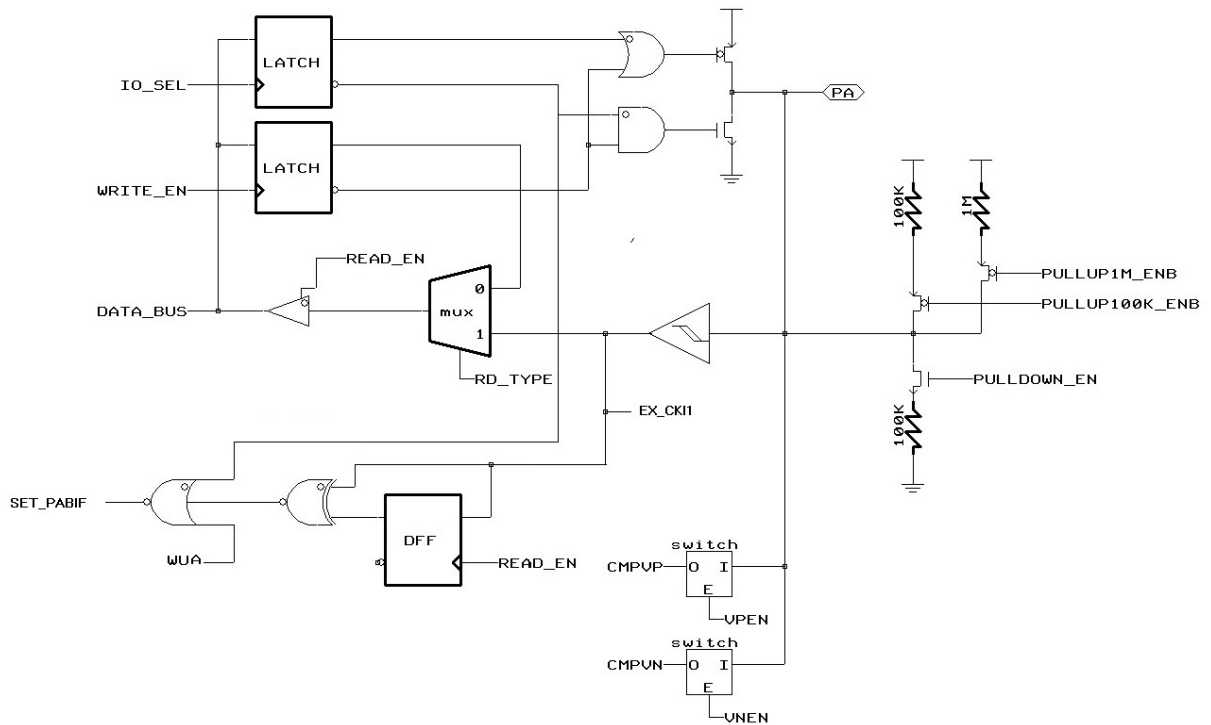 LATCH
IO_SEL
PA
LATCH
WRITE_EN
100K
1M
READ_EN
PULLUP1M_ENB
0
PULLUP100K_ENB
DATA_BUS
mux
1
RD_TYPE
PULLDOWN_EN
EX_CKI1
100K
SET_PABIF
DFF
WUA
READ_EN
switch
CMPVP
O I
E
VPEN
switch
CMPVN
O I
E
VNEN